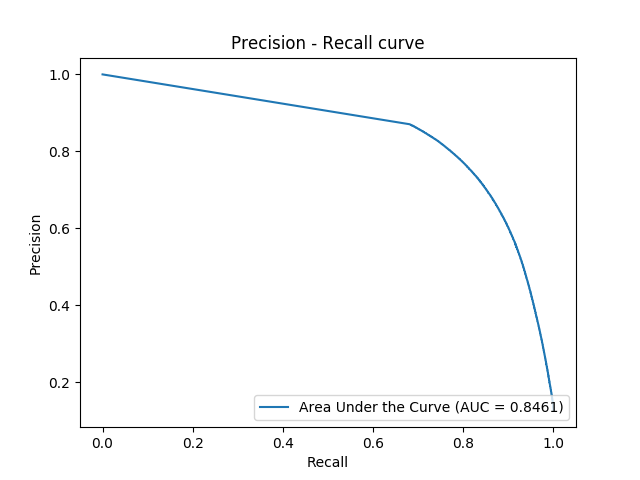 Precision - Recall curve
Precision
1.0
0.8
0.6
0.4
0.2
Area Under the Curve (AUC = 0.8461)
0.0 0.2 0.4 0.6 0.8 1.0
Recall